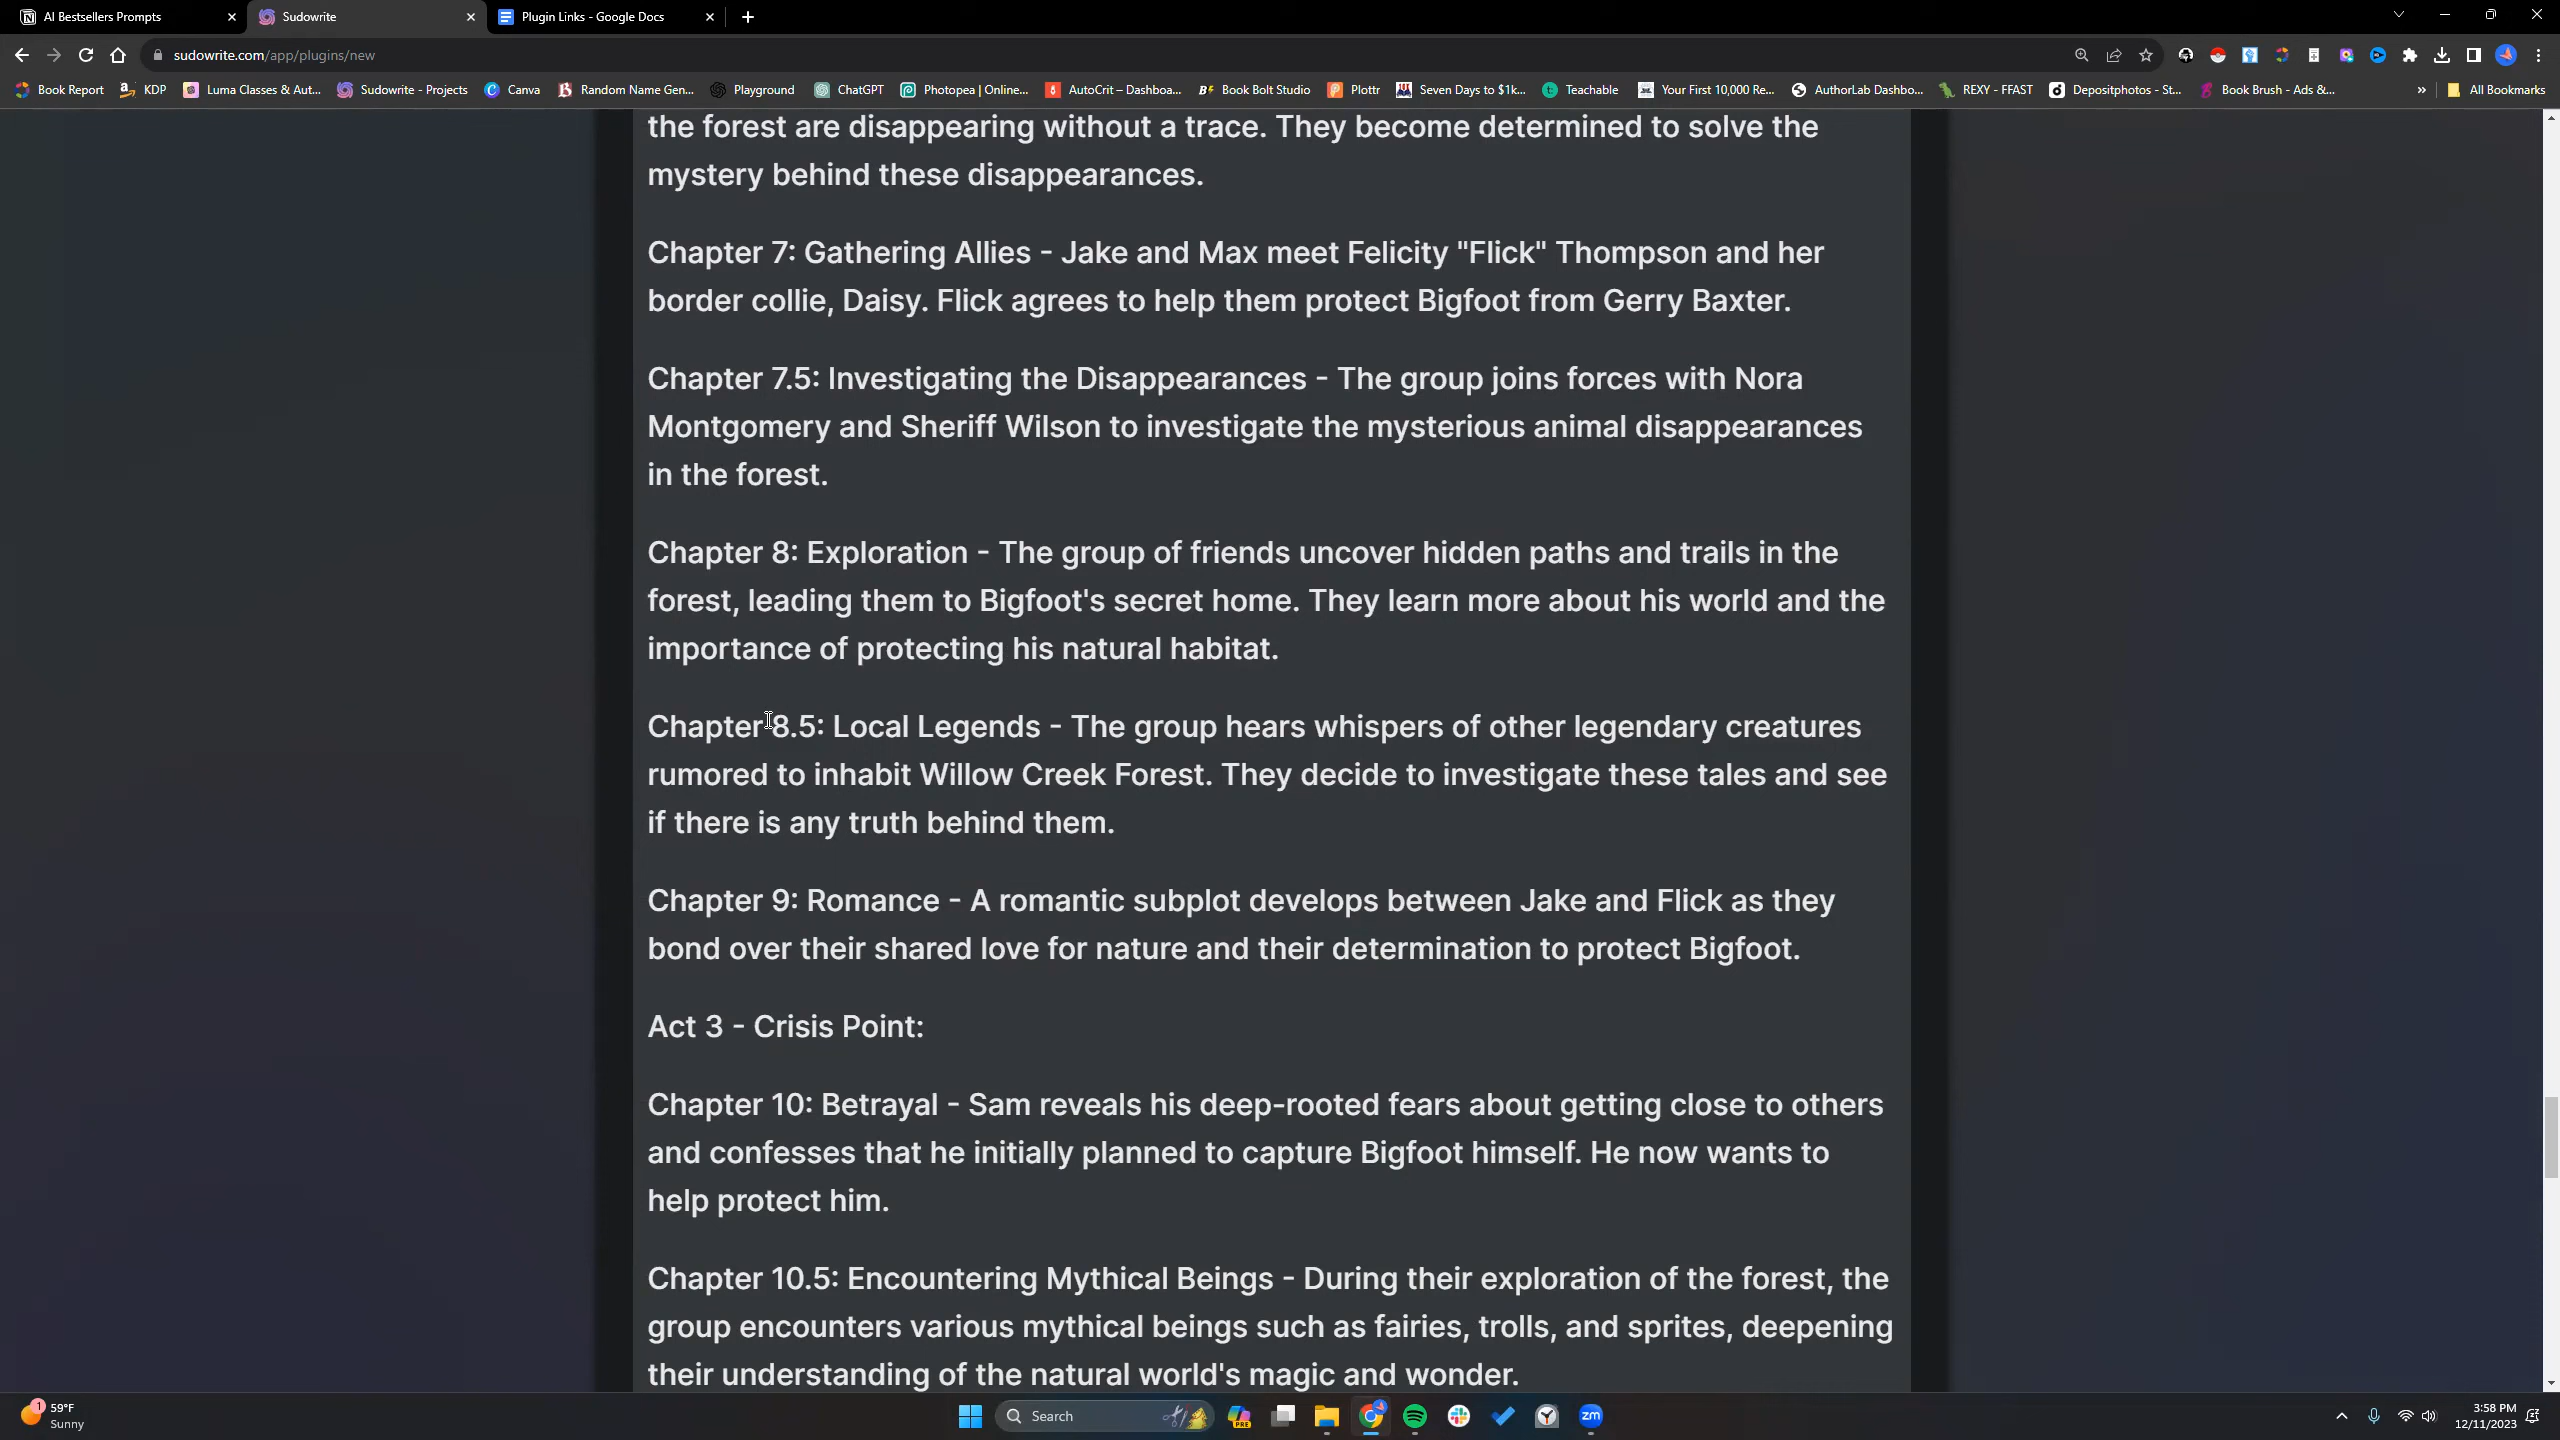 AI Bestsellers Prompts
Sudowrite
Plugin Links - Google Docs
sudowrite.com/app/plugins/new
Book Report
KDP
Luma Classes & Aut...
Sudowrite - Projects
Canva
Random Name Gen...
Playground
ChatGPT
Photopea | Online...
AutoCrit – Dashboa...
Book Bolt Studio
Plottr
Seven Days to $1k...
Teachable
Your First 10,000 Re...
AuthorLab Dashbo...
REXY - FFAST
Depositphotos - St...
Book Brush - Ads &...
»
All Bookmarks
the forest are disappearing without a trace. They become determined to solve the
mystery behind these disappearances.
Chapter 7: Gathering Allies - Jake and Max meet Felicity "Flick" Thompson and her
border collie, Daisy. Flick agrees to help them protect Bigfoot from Gerry Baxter.
Chapter 7.5: Investigating the Disappearances - The group joins forces with Nora
Montgomery and Sheriff Wilson to investigate the mysterious animal disappearances
in the forest.
Chapter 8: Exploration - The group of friends uncover hidden paths and trails in the
forest, leading them to Bigfoot's secret home. They learn more about his world and the
importance of protecting his natural habitat.
Chapter 8.5: Local Legends - The group hears whispers of other legendary creatures
rumored to inhabit Willow Creek Forest. They decide to investigate these tales and see
if there is any truth behind them.
Chapter 9: Romance - A romantic subplot develops between Jake and Flick as they
bond over their shared love for nature and their determination to protect Bigfoot.
Act 3 - Crisis Point:
Chapter 10: Betrayal - Sam reveals his deep-rooted fears about getting close to others
and confesses that he initially planned to capture Bigfoot himself. He now wants to
help protect him.
Chapter 10.5: Encountering Mythical Beings - During their exploration of the forest, the
group encounters various mythical beings such as fairies, trolls, and sprites, deepening
their understanding of the natural world's magic and wonder.
1
59°F
Sunny
Search
PRE
zm
3:58 PM
12/11/2023